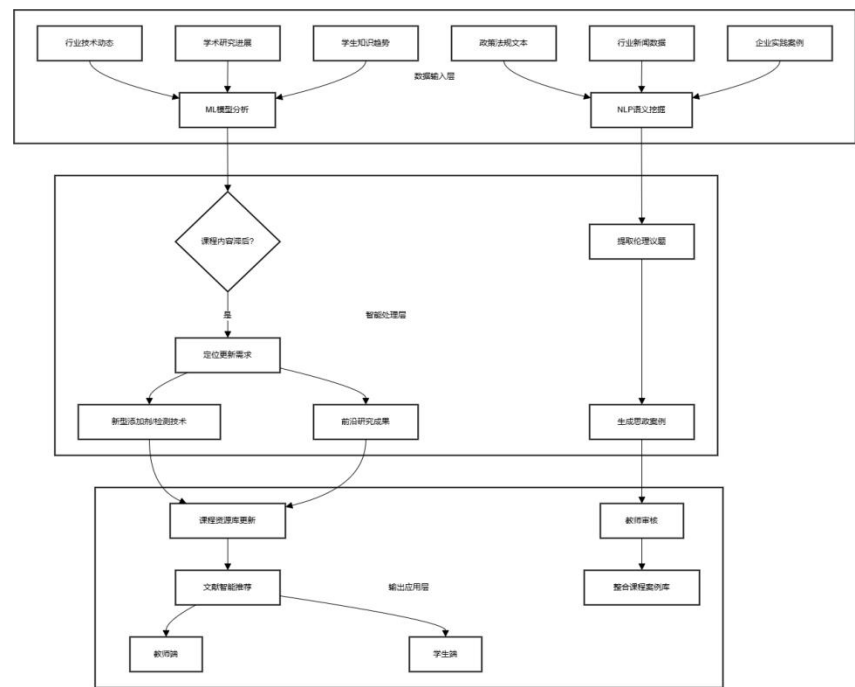 行业技术动态
学术研究进展
学生知识趋势
政策法规文本
行业新闻数据
企业实践案例
数据输入层
ML模型分析
NLP语义挖掘
课程内容滞后?
提取伦理议题
是
智能处理层
定位更新需求
新型添加剂/检测技术
前沿研究成果
生成思政案例
课程资源库更新
教师审核
文献智能推荐
输出应用层
整合课程案例库
教师端
学生端